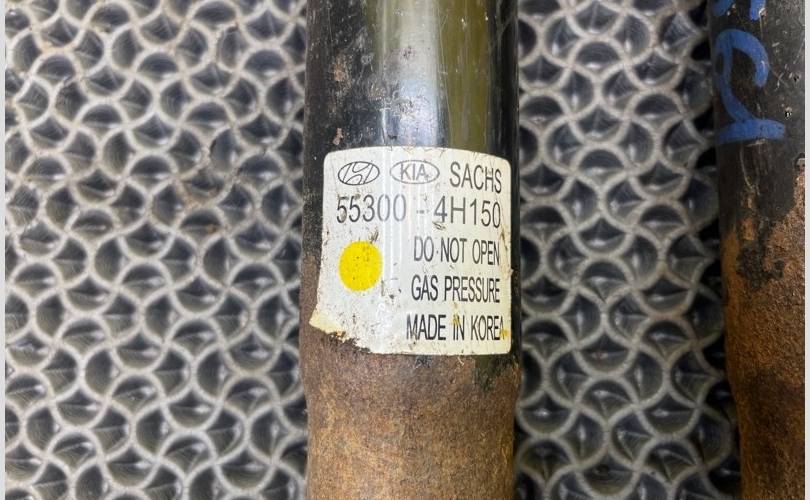 KIA SACHS
55300 - 4H150
DO NOT OPEN
GAS PRESSURE
MADE IN KOREA